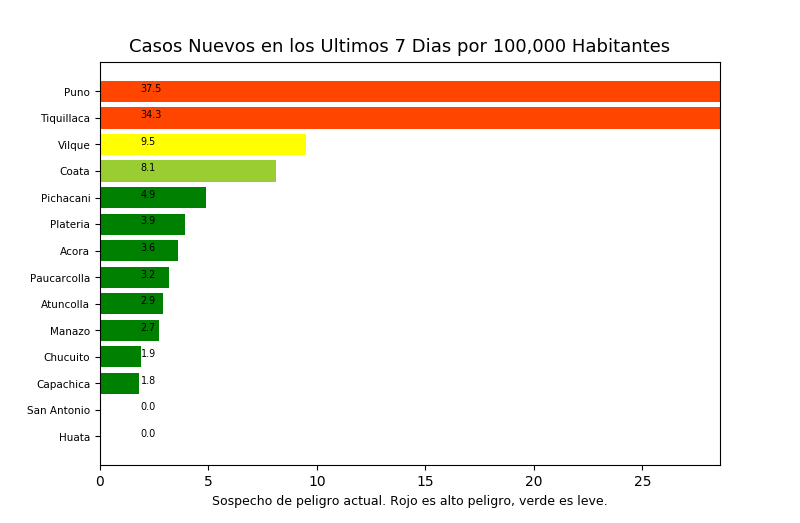 Casos Nuevos en los Ultimos 7 Dias por 100,000 Habitantes
Puno 37.5
Tiquillaca 34.3
Vilque 9.5
Coata 8.1
Pichacani 4.9
Plateria 3.9
Acora 3.6
Paucarcolla 3.2
Atuncolla 2.9
Manazo 2.7
Chucuito 1.9
Capachica 1.8
San Antonio 0.0
Huata 0.0
0 5 10 15 20 25
Sospecho de peligro actual. Rojo es alto peligro, verde es leve.